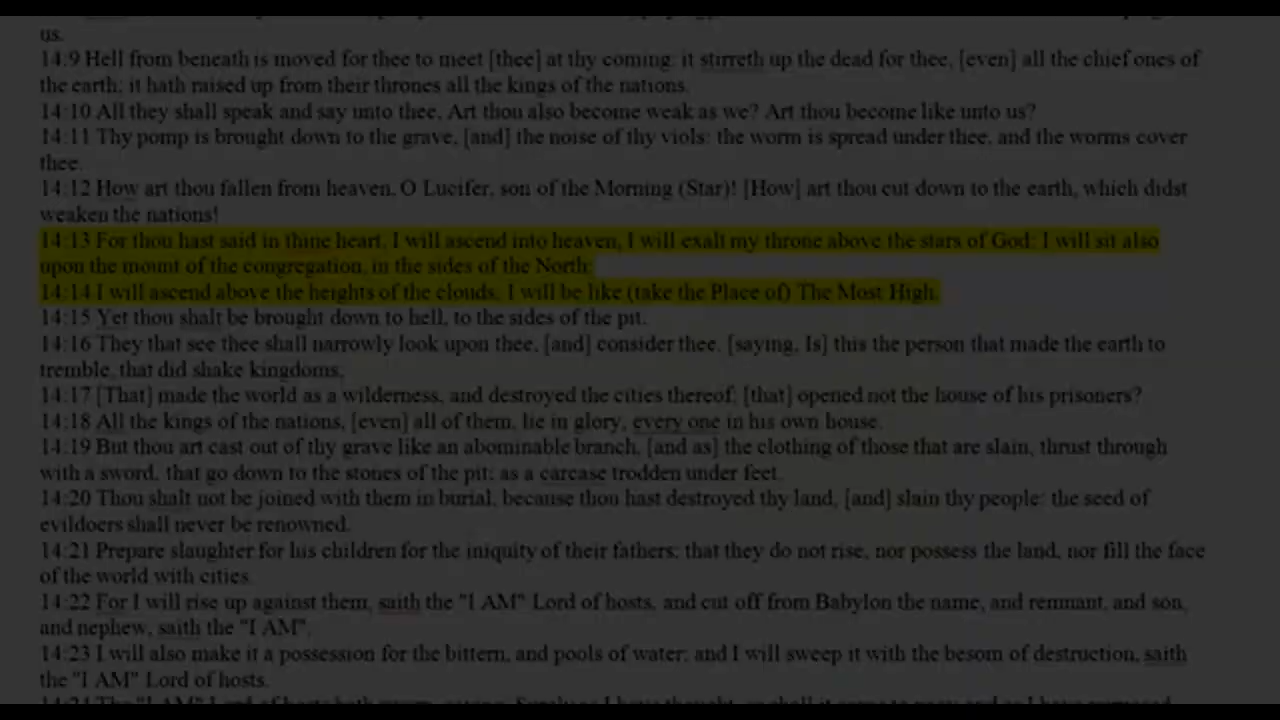 us.
14:9 Hell from beneath is moved for thee to meet [thee] at thy coming: it stirreth up the dead for thee, [even] all the chief ones of
the earth; it hath raised up from their thrones all the kings of the nations.
14:10 All they shall speak and say unto thee, Art thou also become weak as we? Art thou become like unto us?
14:11 Thy pomp is brought down to the grave, [and] the noise of thy viols: the worm is spread under thee, and the worms cover
thee.
14:12 How art thou fallen from heaven, O Lucifer, son of the Morning (Star)! [How] art thou cut down to the earth, which didst
weaken the nations!
14:13 For thou hast said in thine heart, I will ascend into heaven, I will exalt my throne above the stars of God: I will sit also
upon the mount of the congregation, in the sides of the North:
14:14 I will ascend above the heights of the clouds; I will be like (take the Place of) The Most High.
14:15 Yet thou shalt be brought down to hell, to the sides of the pit.
14:16 They that see thee shall narrowly look upon thee, [and] consider thee, [saying, Is] this the person that made the earth to
tremble, that did shake kingdoms;
14:17 [That] made the world as a wilderness, and destroyed the cities thereof; [that] opened not the house of his prisoners?
14:18 All the kings of the nations, [even] all of them, lie in glory, every one in his own house.
14:19 But thou art cast out of thy grave like an abominable branch, [and as] the clothing of those that are slain, thrust through
with a sword, that go down to the stones of the pit; as a carcase trodden under feet.
14:20 Thou shalt not be joined with them in burial, because thou hast destroyed thy land, [and] slain thy people: the seed of
evildoers shall never be renowned.
14:21 Prepare slaughter for his children for the iniquity of their fathers; that they do not rise, nor possess the land, nor fill the face
of the world with cities.
14:22 For I will rise up against them, saith the "I AM" Lord of hosts, and cut off from Babylon the name, and remnant, and son,
and nephew, saith the "I AM".
14:23 I will also make it a possession for the bittern, and pools of water: and I will sweep it with the besom of destruction, saith
the "I AM" Lord of hosts.